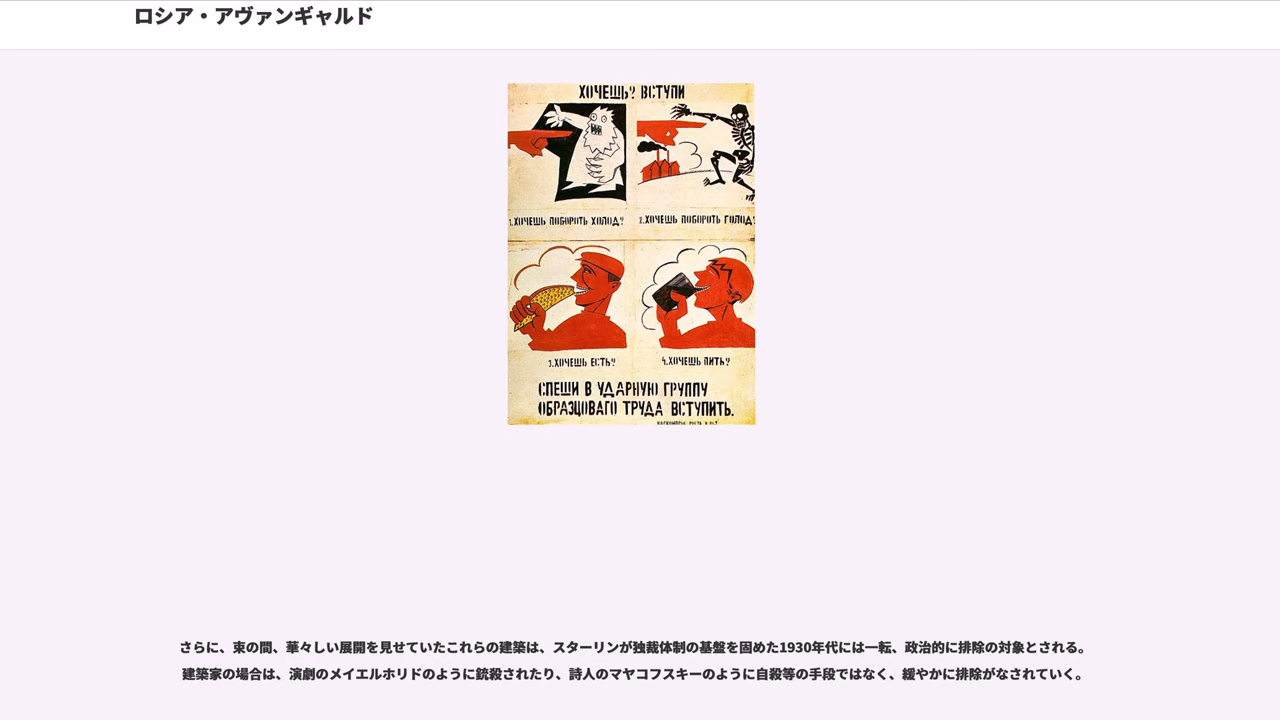 ロシア・アヴァンギャルド
ХОЧЕШЬ? ВСТУПИ
1.ХОЧЕШЬ ПОБОРОТЬ ХОЛОД?
2.ХОЧЕШЬ ПОБОРОТЬ ГОЛОД?
3.ХОЧЕШЬ ЕСТЬ?
4.ХОЧЕШЬ ПИТЬ?
СПЕШИ В УДАРНУЮ ГРУППУ
ОБРАЗЦОВАГО ТРУДА ВСТУПИТЬ.
さらに、束の間、華々しい展開を見せていたこれらの建築は、スターリンが独裁体制の基盤を固めた1930年代には一転、政治的に排除の対象とされる。
建築家の場合は、演劇のメイエルホリドのように銃殺されたり、詩人のマヤコフスキーのように自殺等の手段ではなく、緩やかに排除がなされていく。